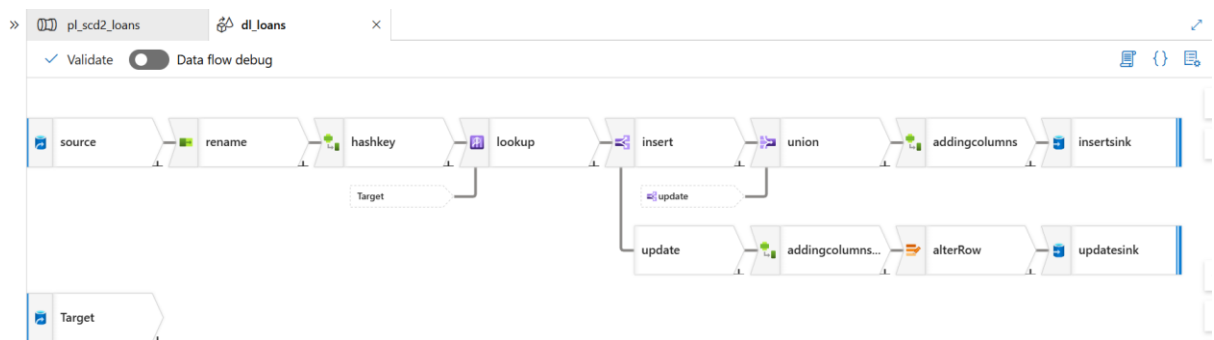 pl_scd2_loans dl_loans
Validate Data flow debug
source rename hashkey lookup insert union addingcolumns insertsink
Target update
update addingcolumns... alterRow updatesink
Target